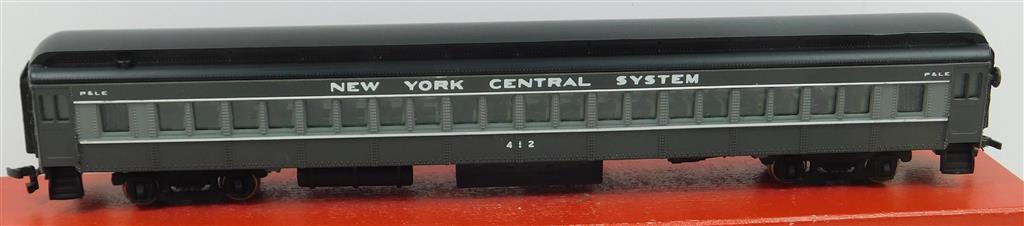 NEW YORK CENTRAL SYSTEM
P&LE P&LE
412